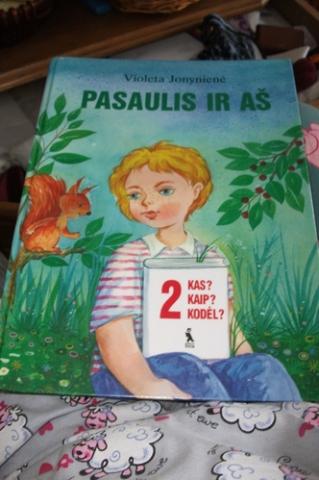 Violeta Jonynienė
PASAULIS IR AŠ
2
KAS?
KAIP?
KODĖL?